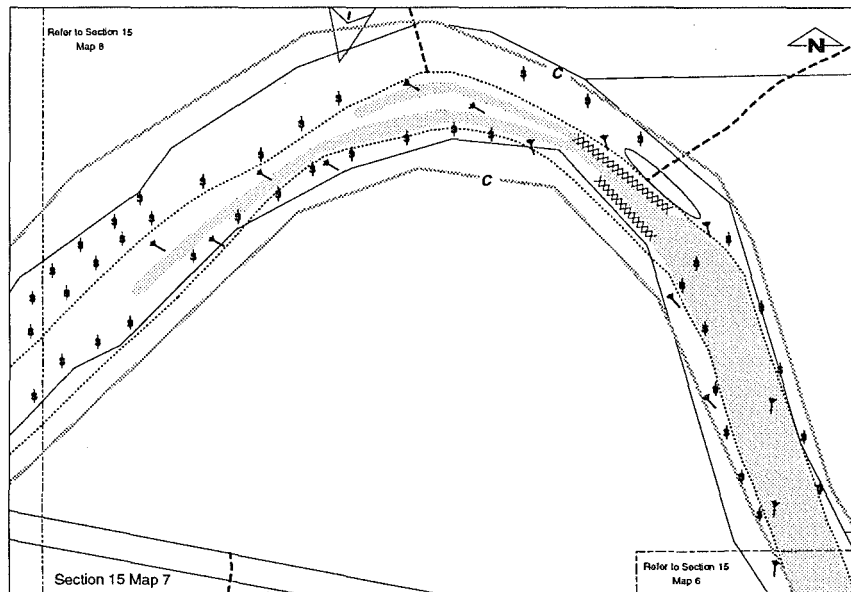 Refer to Section 15
Map 8
N
C
C
Section 15 Map 7
Refer to Section 15
Map 6